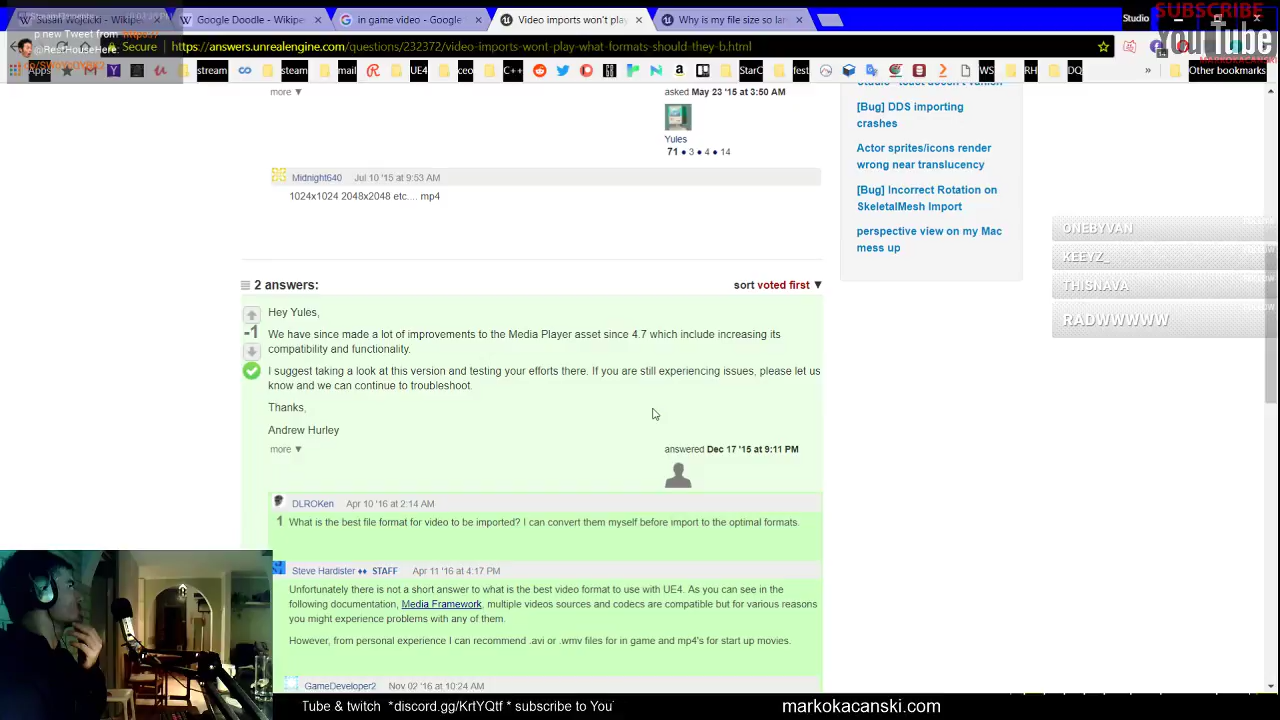 Susan Wojcicki - Wikipe
Google Doodle - Wikipe
in game video - Google
Video imports won't play
Why is my file size so lan
Studio
SUBSCRIBE
p new Tweet from
@RestHouseHere:
Secure
https://answers.unrealengine.com/questions/232372/video-imports-wont-play-what-formats-should-they-b.html
YouTube
MARKOKACANSKI
Apps
stream
steam
mail
UE4
ceo
C++
StarC
fest
WS
RH
DQ
»
Other bookmarks
more ▼
asked May 23 '15 at 3:50 AM
Yules
71 ● 3 ● 4 ● 14
Midnight640 Jul 10 '15 at 9:53 AM
1024x1024 2048x2048 etc.... mp4
[Bug] DDS importing
crashes
Actor sprites/icons render
wrong near translucency
[Bug] Incorrect Rotation on
SkeletalMesh Import
perspective view on my Mac
mess up
ONEBYVAN
KEEYZ_
THISNAVA
RADWWWWW
2 answers:
sort voted first ▼
Hey Yules,
-1
We have since made a lot of improvements to the Media Player asset since 4.7 which include increasing its
compatibility and functionality.
I suggest taking a look at this version and testing your efforts there. If you are still experiencing issues, please let us
know and we can continue to troubleshoot.
Thanks,
Andrew Hurley
more ▼
answered Dec 17 '15 at 9:11 PM
DLROKen Apr 10 '16 at 2:14 AM
1 What is the best file format for video to be imported? I can convert them myself before import to the optimal formats.
Steve Hardister ♦♦ STAFF Apr 11 '16 at 4:17 PM
Unfortunately there is not a short answer to what is the best video format to use with UE4. As you can see in the
following documentation, Media Framework, multiple videos sources and codecs are compatible but for various reasons
you might experience problems with any of them.
However, from personal experience I can recommend .avi or .wmv files for in game and mp4's for start up movies.
GameDeveloper2 Nov 02 '16 at 10:24 AM
Tube & twitch *discord.gg/KrtYQtf * subscribe to You
markokacanski.com